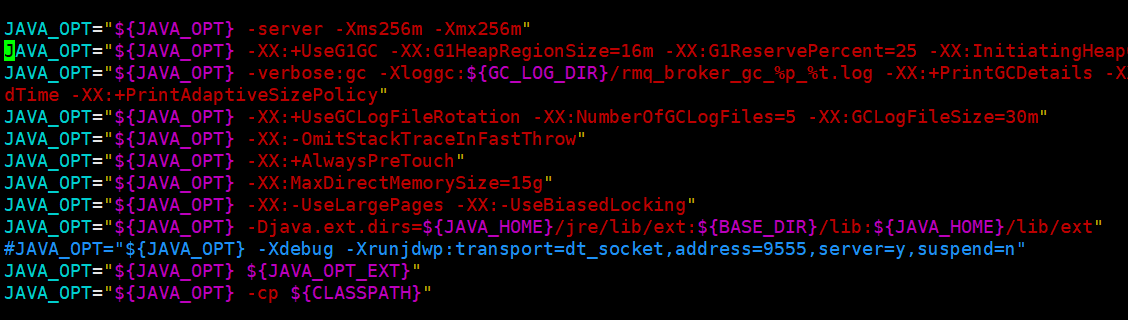 JAVA_OPT="${JAVA_OPT} -server -Xms256m -Xmx256m"
JAVA_OPT="${JAVA_OPT} -XX:+UseG1GC -XX:G1HeapRegionSize=16m -XX:G1ReservePercent=25 -XX:InitiatingHeap
JAVA_OPT="${JAVA_OPT} -verbose:gc -Xloggc:${GC_LOG_DIR}/rmq_broker_gc_%p_%t.log -XX:+PrintGCDetails -X
dTime -XX:+PrintAdaptiveSizePolicy"
JAVA_OPT="${JAVA_OPT} -XX:+UseGCLogFileRotation -XX:NumberOfGCLogFiles=5 -XX:GCLogFileSize=30m"
JAVA_OPT="${JAVA_OPT} -XX:-OmitStackTraceInFastThrow"
JAVA_OPT="${JAVA_OPT} -XX:+AlwaysPreTouch"
JAVA_OPT="${JAVA_OPT} -XX:MaxDirectMemorySize=15g"
JAVA_OPT="${JAVA_OPT} -XX:-UseLargePages -XX:-UseBiasedLocking"
JAVA_OPT="${JAVA_OPT} -Djava.ext.dirs=${JAVA_HOME}/jre/lib/ext:${BASE_DIR}/lib:${JAVA_HOME}/lib/ext"
#JAVA_OPT="${JAVA_OPT} -Xdebug -Xrunjdwp:transport=dt_socket,address=9555,server=y,suspend=n"
JAVA_OPT="${JAVA_OPT} ${JAVA_OPT_EXT}"
JAVA_OPT="${JAVA_OPT} -cp ${CLASSPATH}"